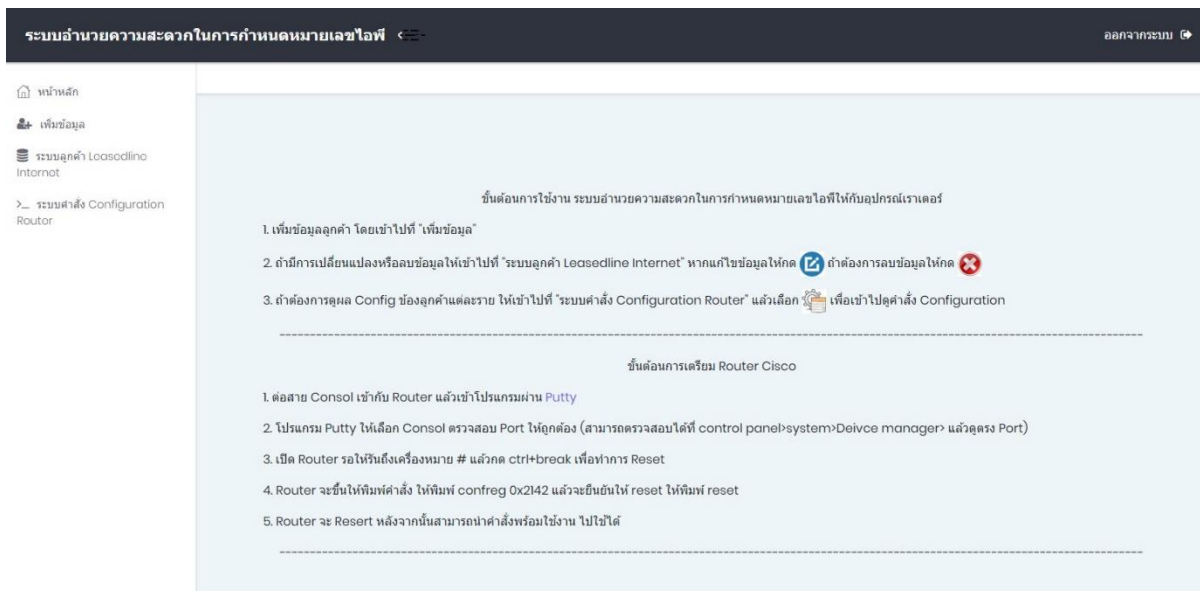 ระบบอำนวยความสะดวกในการกำหนดหมายเลขไอพี
ออกจากระบบ
หน้าหลัก
เพิ่มข้อมูล
ระบบลูกค้า Leasedline
Internet
ระบบคำสั่ง Configuration
Router
ขั้นต้อนการใช้งาน ระบบอำนวยความสะดวกในการกำหนดหมายเลขไอพีให้กับอุปกรณ์เราเตอร์
1. เพิ่มข้อมูลลูกค้า โดยเข้าไปที่ "เพิ่มข้อมูล"
2. ถ้ามีการเปลี่ยนแปลงหรือลบข้อมูลให้เข้าไปที่ "ระบบลูกค้า Leasedline Internet" หากแก้ไขข้อมูลให้กด ถ้าต้องการลบข้อมูลให้กด
3. ถ้าต้องการดูผล Config ข้องลูกค้าแต่ละราย ให้เข้าไปที่ "ระบบคำสั่ง Configuration Router" แล้วเลือก เพื่อเข้าไปดูคำสั่ง Configuration
ขั้นต้อนการเตรียม Router Cisco
1. ต่อสาย Consol เข้ากับ Router แล้วเข้าโปรแกรมผ่าน Putty
2. โปรแกรม Putty ให้เลือก Consol ตรวจสอบ Port ให้ถูกต้อง (สามารถตรวจสอบได้ที่ control panel>system>Deivce manager> แล้วดูตรง Port)
3. เปิด Router รอให้รันถึงเครื่องหมาย # แล้วกด ctrl+break เพื่อทำการ Reset
4. Router จะขึ้นให้พิมพ์คำสั่ง ให้พิมพ์ confreg 0x2142 แล้วจะยืนยันให้ reset ให้พิมพ์ reset
5. Router จะ Resert หลังจากนั้นสามารถนำคำสั่งพร้อมใช้งาน ไปใช้ได้